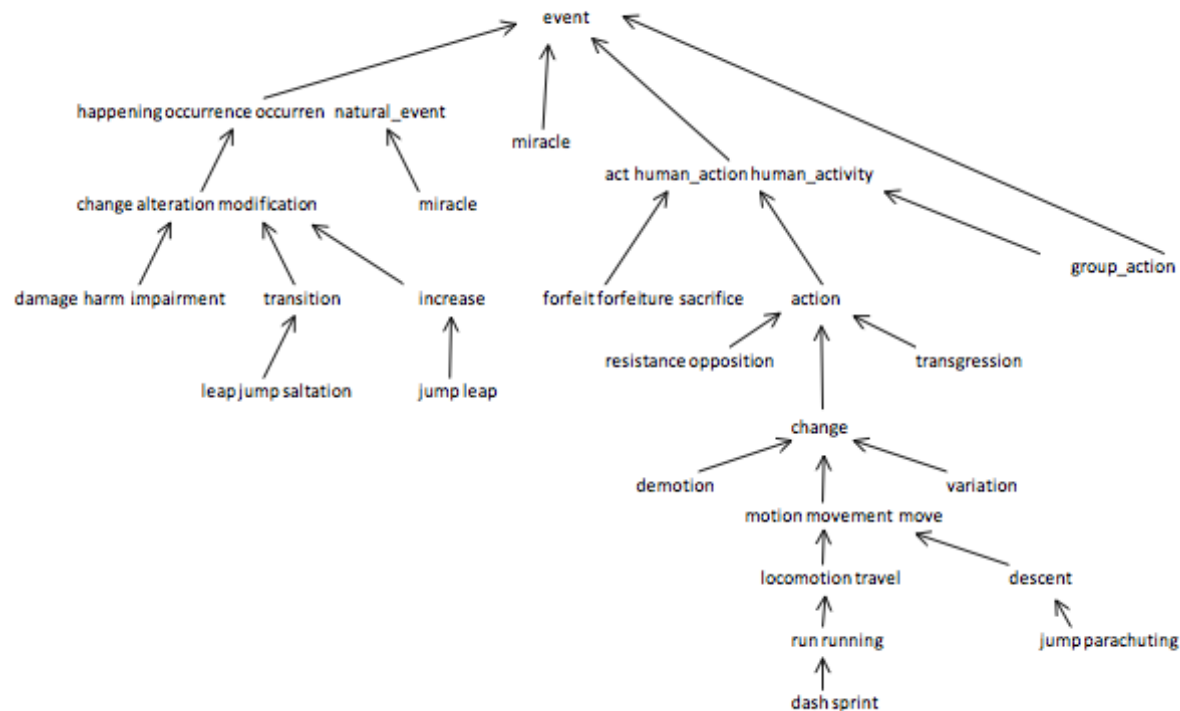 event
happening occurrence occurren natural_event
miracle
act human_action human_activity
change alteration modification
miracle
group_action
damage harm impairment
transition
increase
forfeit forfeiture sacrifice
action
resistance opposition
transgression
leap jump saltation
jump leap
change
demotion
variation
motion movement move
locomotion travel
descent
run running
jump parachuting
dash sprint